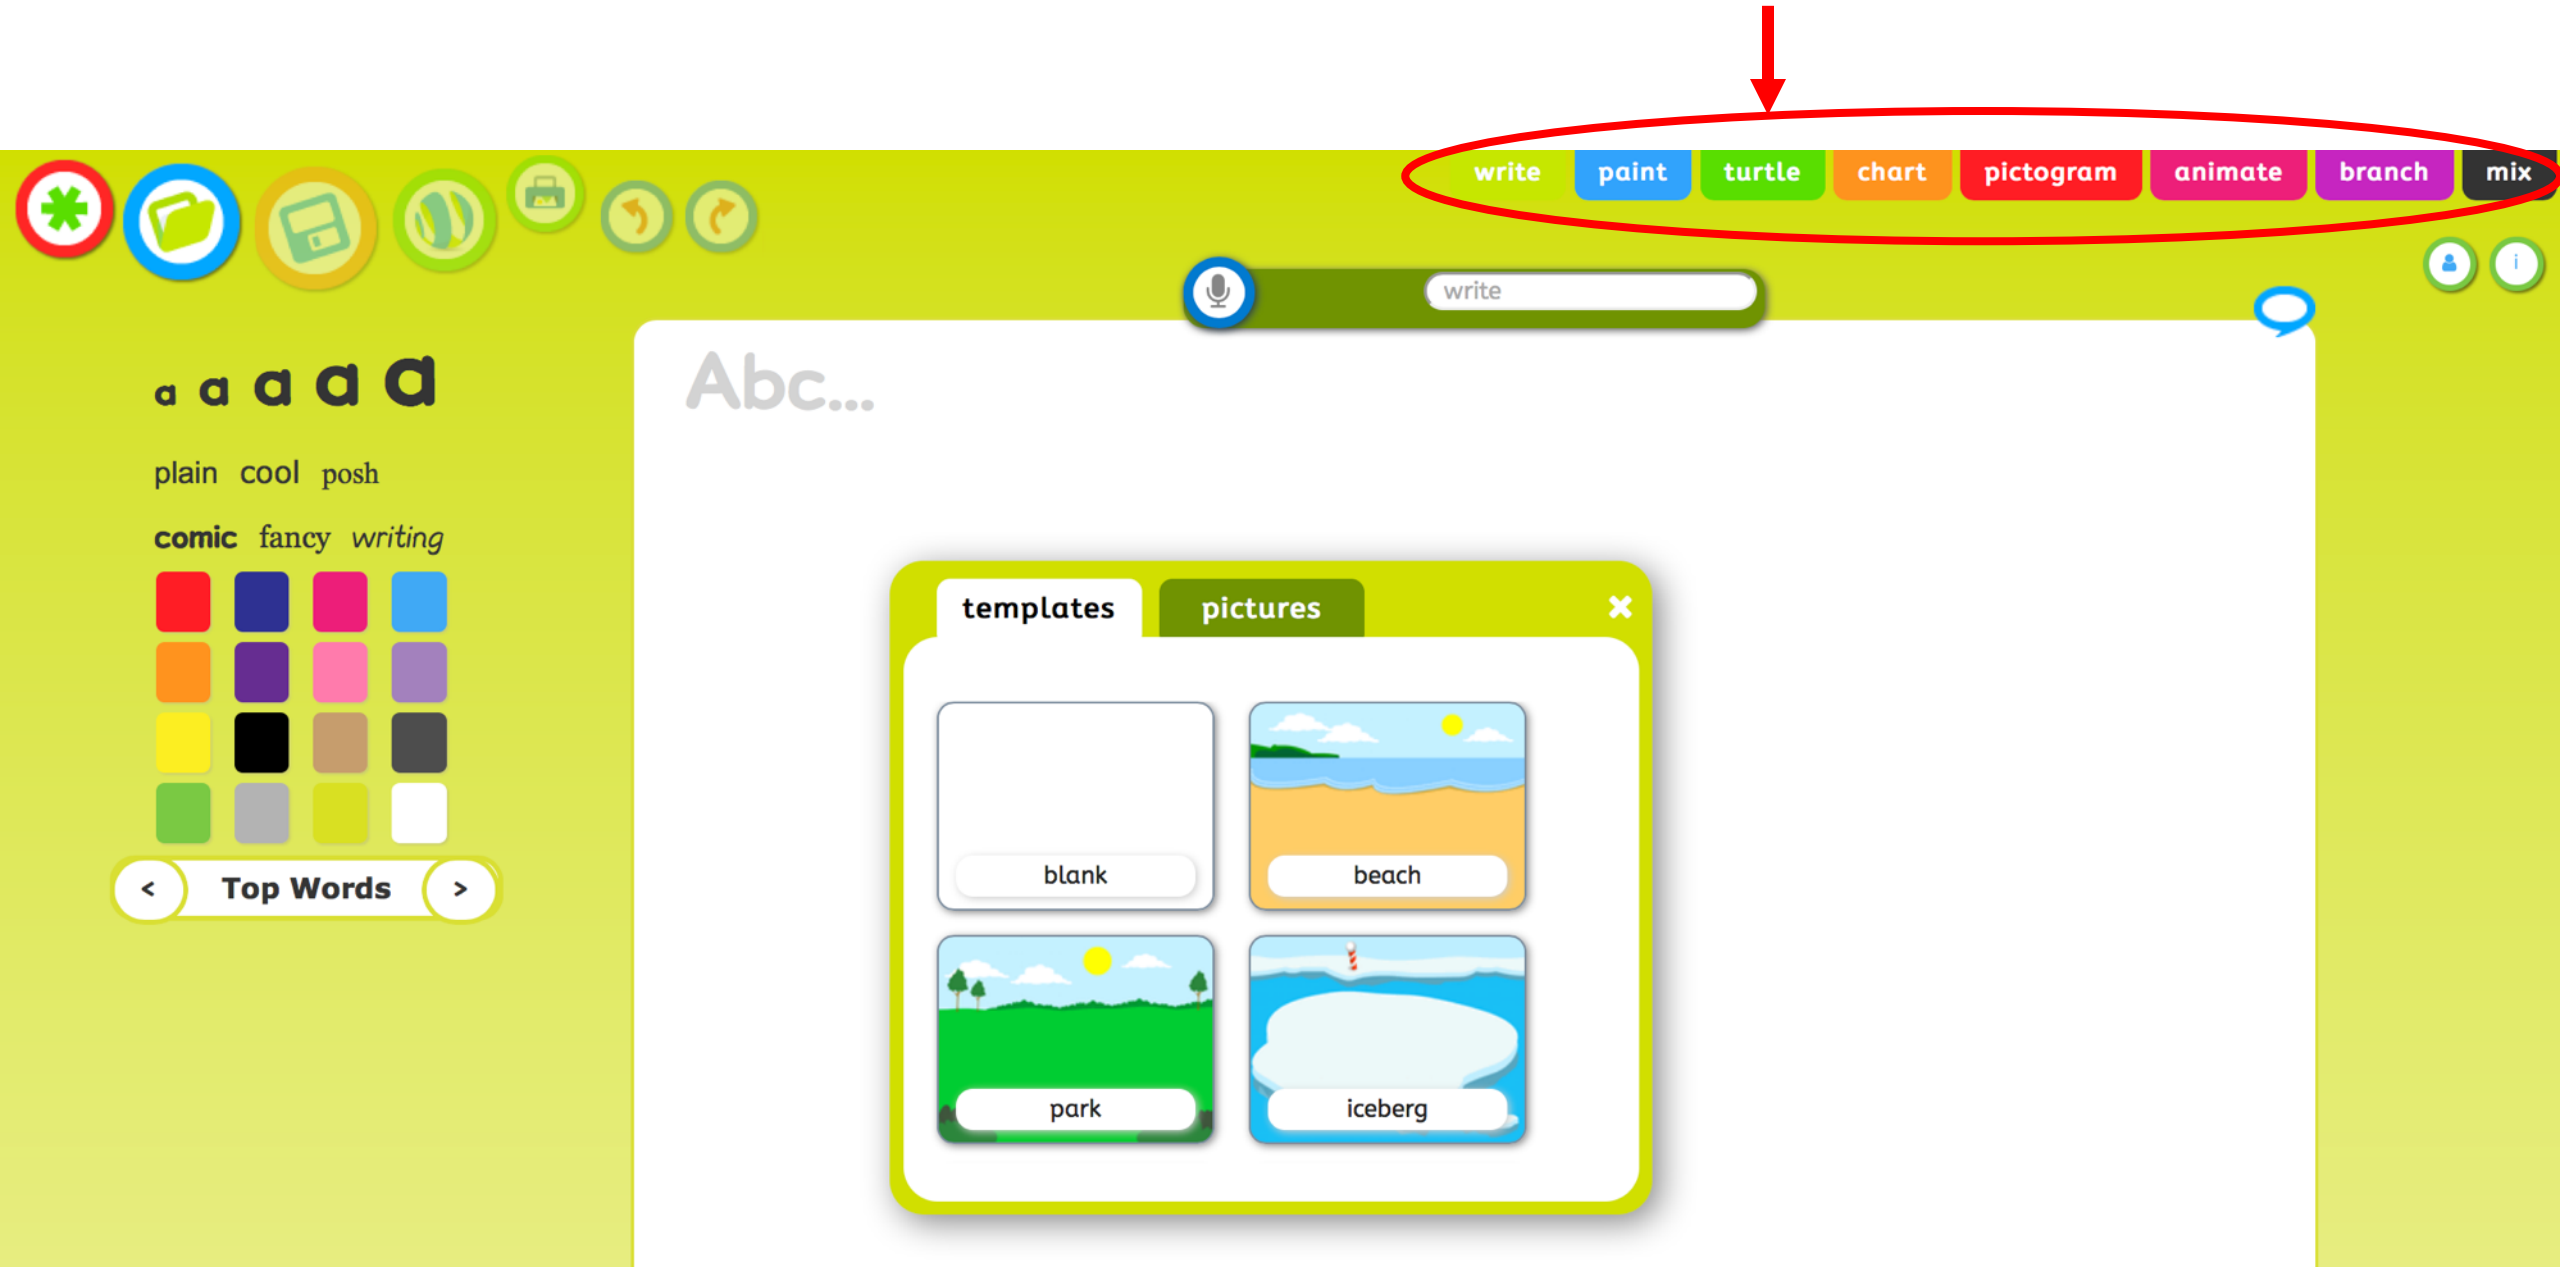 write paint turtle chart pictogram animate branch mix
write
i
Abc...
a a a a a
plain cool posh
comic fancy writing
templates pictures
blank beach
< Top Words >
park iceberg